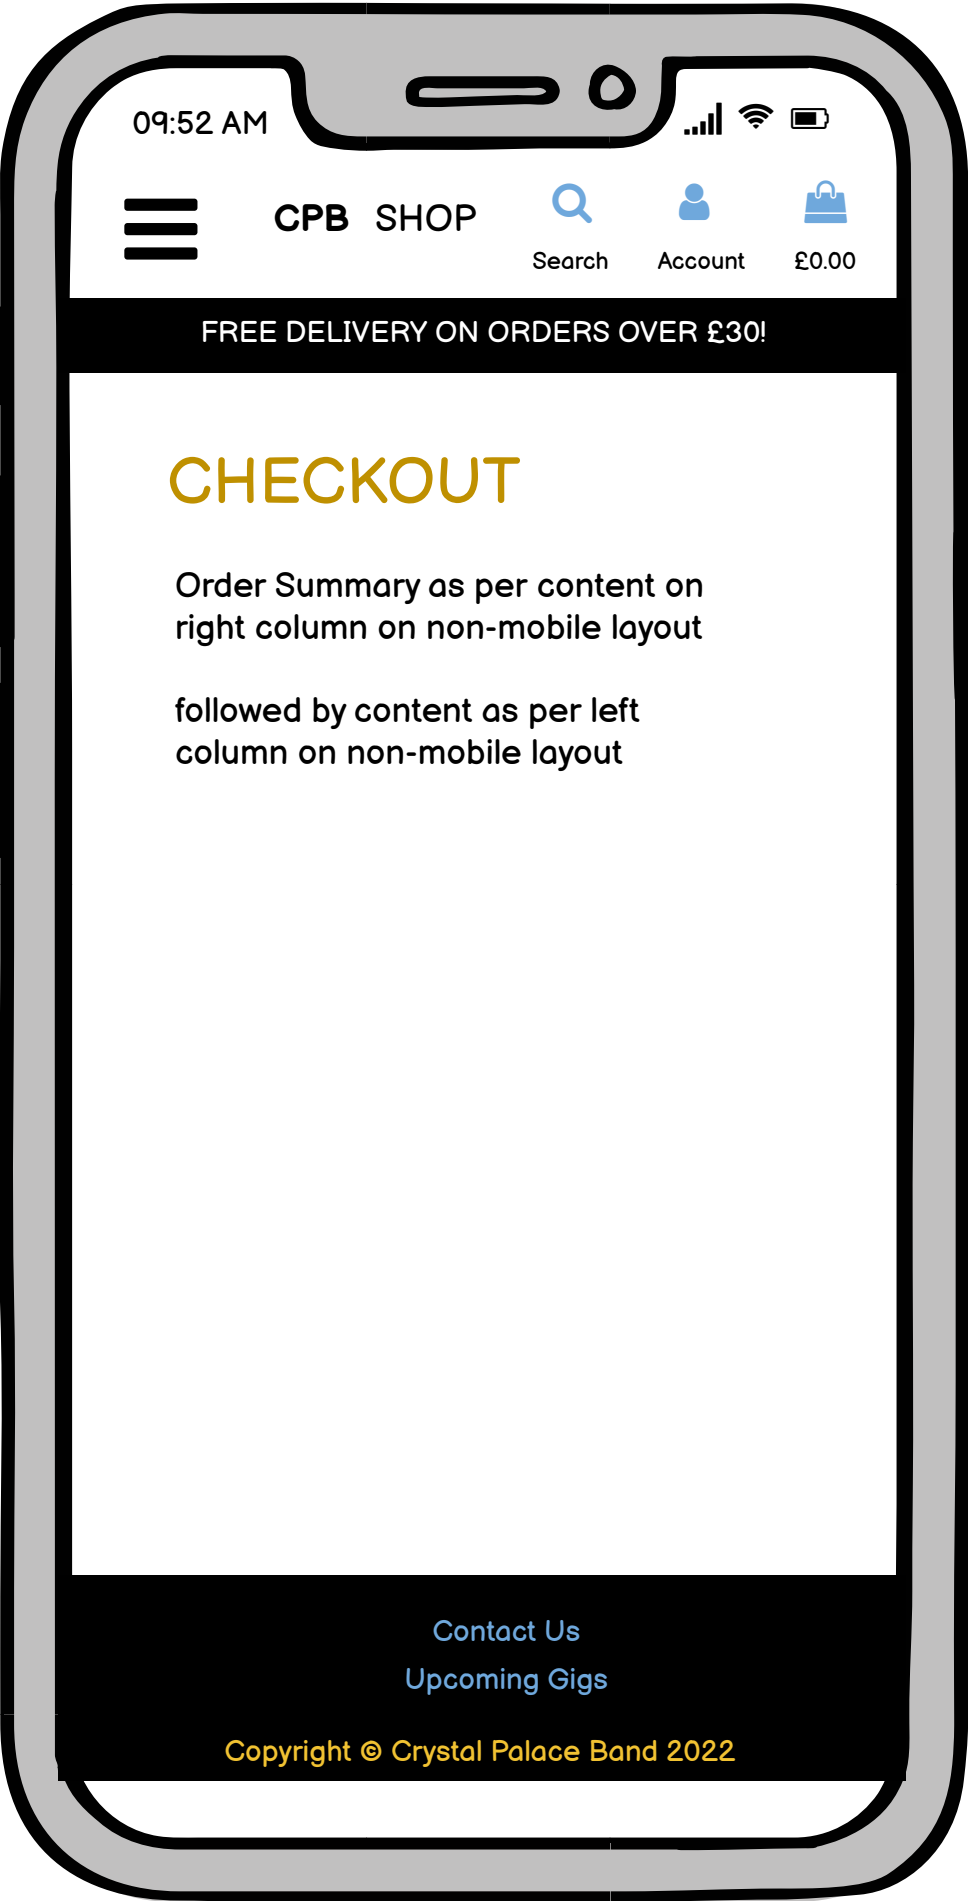 09:52 AM
CPB SHOP
Search
Account
£0.00
FREE DELIVERY ON ORDERS OVER £30!
CHECKOUT
Order Summary as per content on
right column on non-mobile layout
followed by content as per left
column on non-mobile layout
Contact Us
Upcoming Gigs
Copyright © Crystal Palace Band 2022